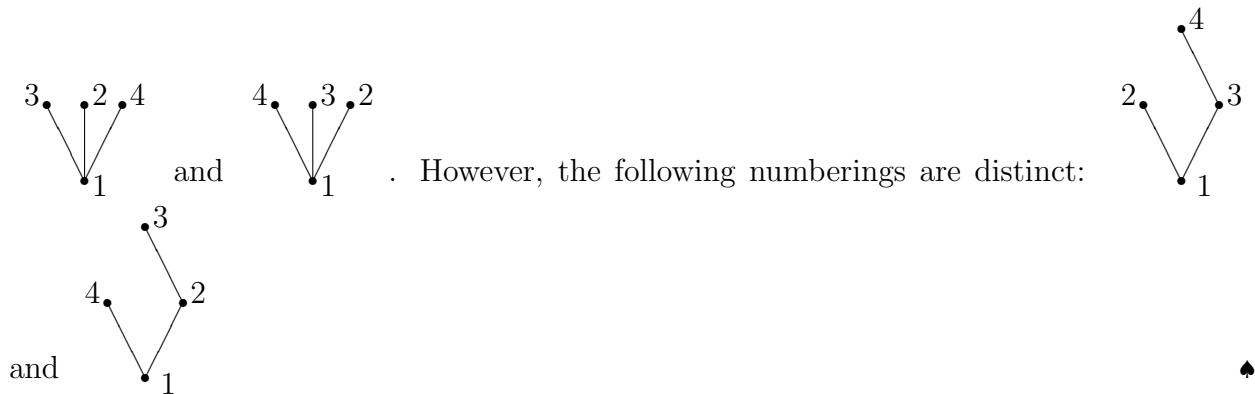 4
3 2 4 4 3 2 2 3
1 and 1 . However, the following numberings are distinct: 1
3
4 2
and 1 ♠